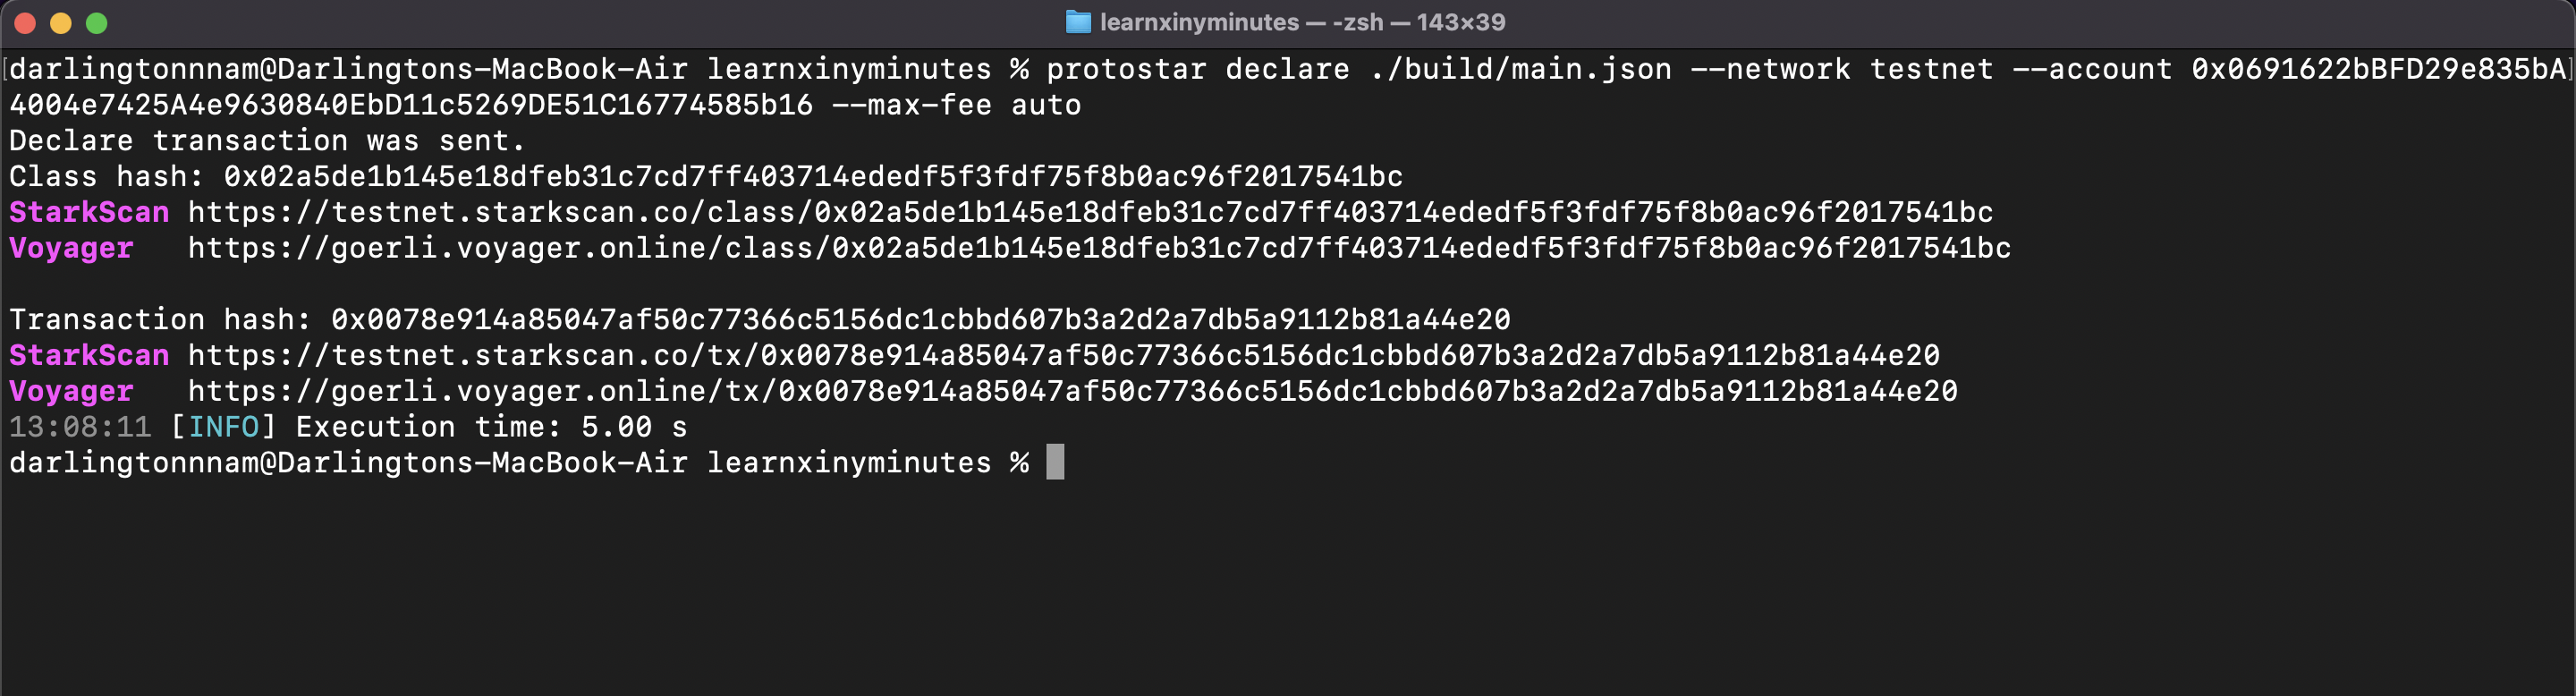 learnxinyminutes — -zsh — 143×39
darlingtonnnam@Darlingtons-MacBook-Air learnxinyminutes % protostar declare ./build/main.json --network testnet --account 0x0691622bBFD29e835bA
4004e7425A4e9630840EbD11c5269DE51C16774585b16 --max-fee auto
Declare transaction was sent.
Class hash: 0x02a5de1b145e18dfeb31c7cd7ff403714ededf5f3fdf75f8b0ac96f2017541bc
StarkScan https://testnet.starkscan.co/class/0x02a5de1b145e18dfeb31c7cd7ff403714ededf5f3fdf75f8b0ac96f2017541bc
Voyager   https://goerli.voyager.online/class/0x02a5de1b145e18dfeb31c7cd7ff403714ededf5f3fdf75f8b0ac96f2017541bc
Transaction hash: 0x0078e914a85047af50c77366c5156dc1cbbd607b3a2d2a7db5a9112b81a44e20
StarkScan https://testnet.starkscan.co/tx/0x0078e914a85047af50c77366c5156dc1cbbd607b3a2d2a7db5a9112b81a44e20
Voyager   https://goerli.voyager.online/tx/0x0078e914a85047af50c77366c5156dc1cbbd607b3a2d2a7db5a9112b81a44e20
13:08:11 [INFO] Execution time: 5.00 s
darlingtonnnam@Darlingtons-MacBook-Air learnxinyminutes %